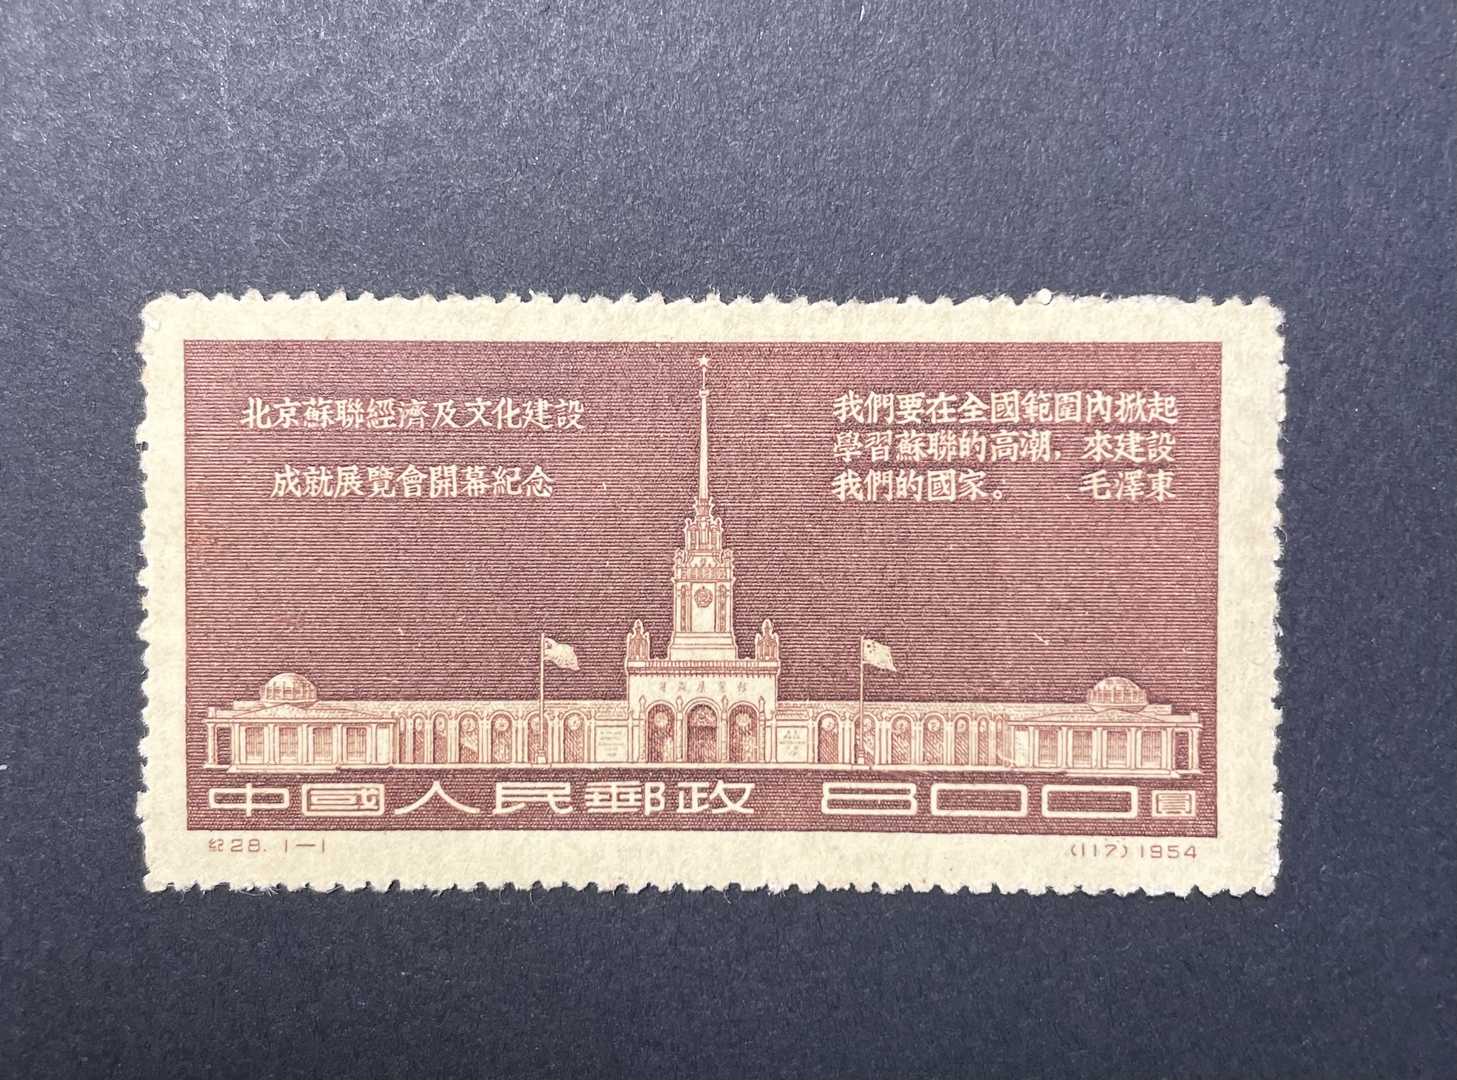 北京蘇聯經濟及文化建設
成就展覽會開幕紀念
我們要在全國範圍內掀起
學習蘇聯的高潮，來建設
我們的國家。 毛澤東
中國人民郵政 800圓
紀28. 1—1
(117) 1954